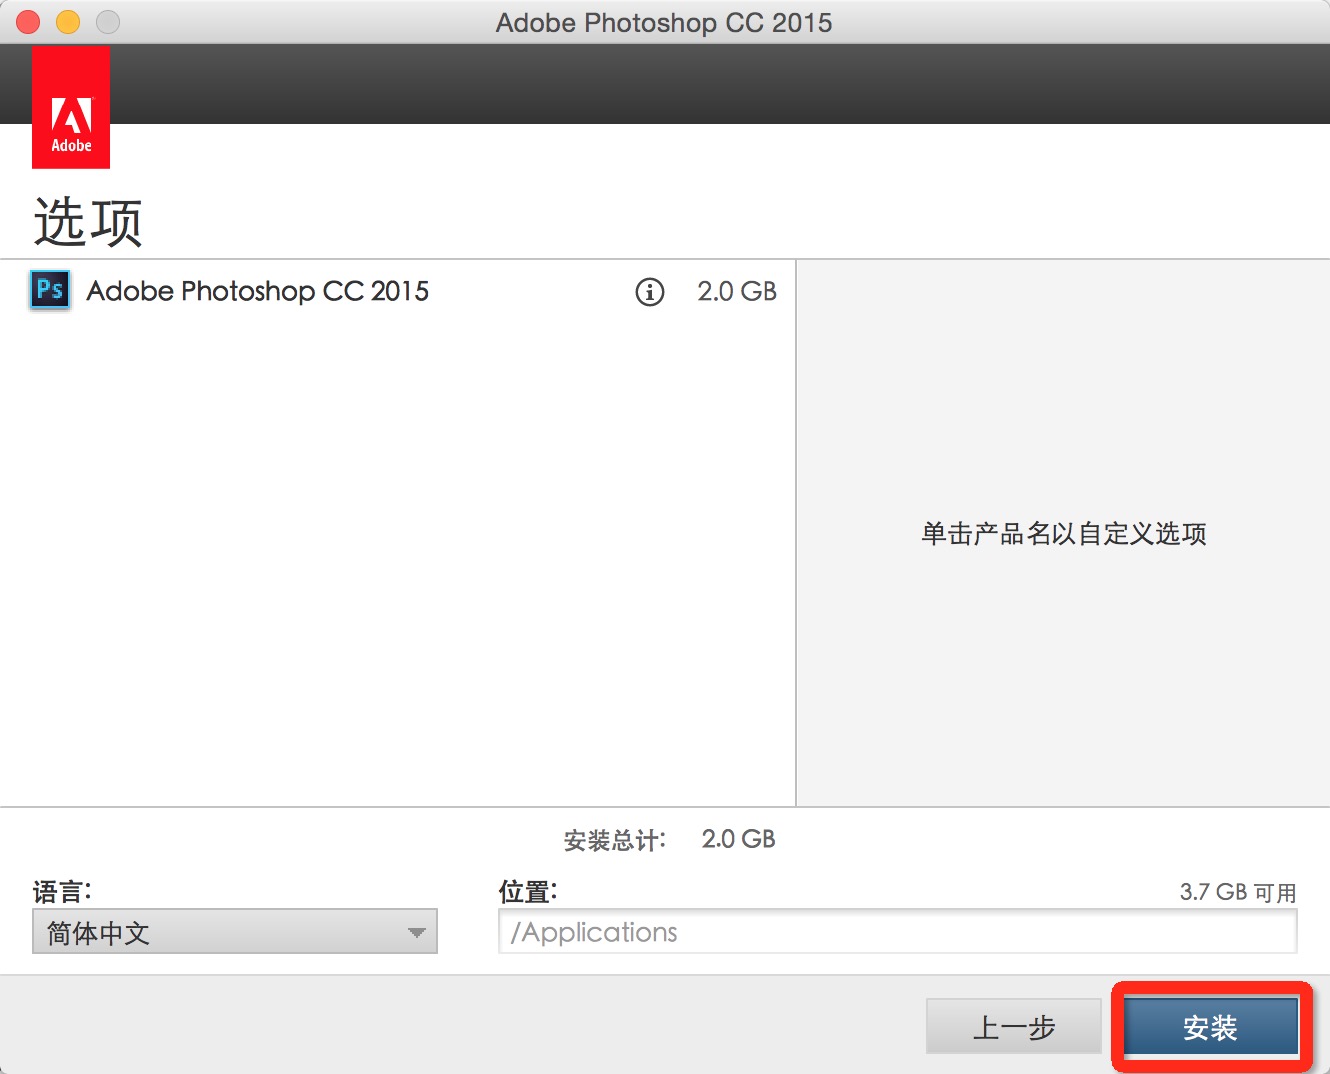 Adobe Photoshop CC 2015
Adobe
选项
Ps Adobe Photoshop CC 2015 2.0 GB
单击产品名以自定义选项
安装总计: 2.0 GB
语言: 位置: 3.7 GB 可用
简体中文 /Applications
上一步 安装